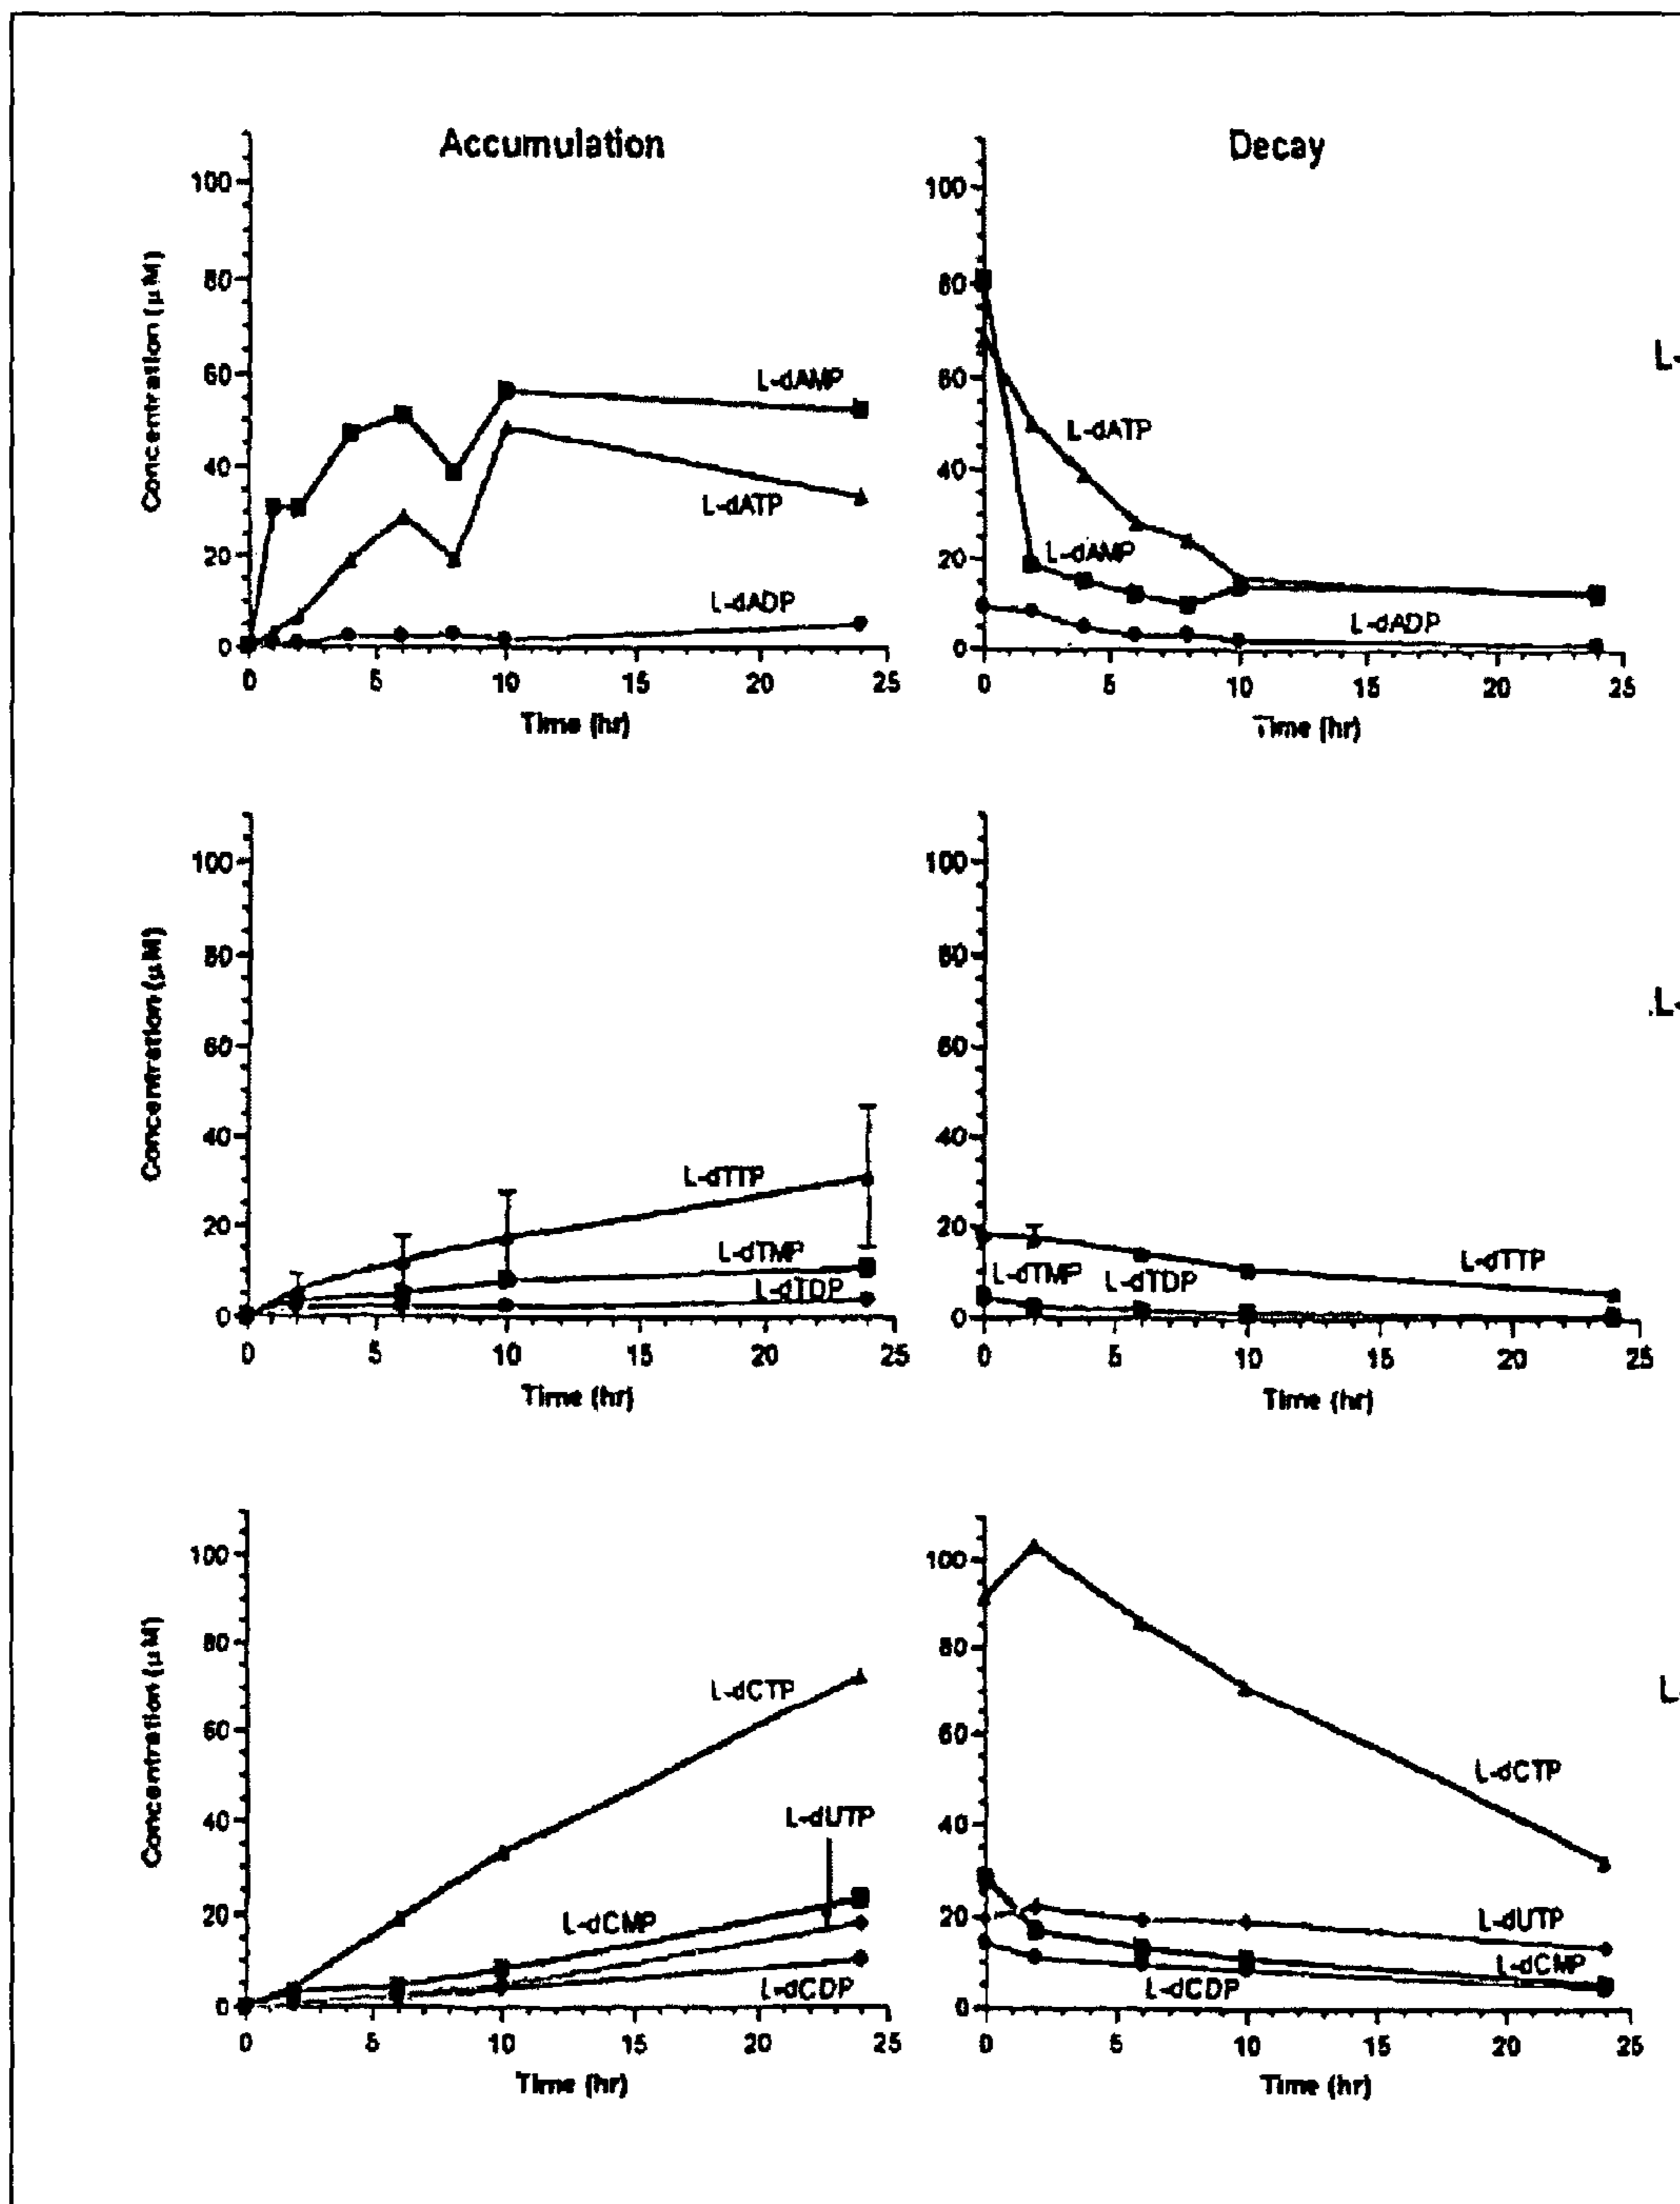 Accumulation
Decay
Concentration (µM)
100
80
60
40
20
0
L-dAMP
L-dATP
L-dADP
0 5 10 15 20 25
Time (hr)
100
80
60
40
20
0
L-dATP
L-dAMP
L-dADP
0 5 10 15 20 25
Time (hr)
L-
Concentration (µM)
100
80
60
40
20
0
L-dTTP
L-dTMP
L-dTDP
0 5 10 15 20 25
Time (hr)
100
80
60
40
20
0
L-dTMP L-dTDP
L-dTTP
0 5 10 15 20 25
Time (hr)
L-
Concentration (µM)
100
80
60
40
20
0
L-dCTP
L-dUTP
L-dCMP
L-dCDP
0 5 10 15 20 25
Time (hr)
100
80
60
40
20
0
L-dCTP
L-dUTP
L-dCMP
L-dCDP
0 5 10 15 20 25
Time (hr)
L-